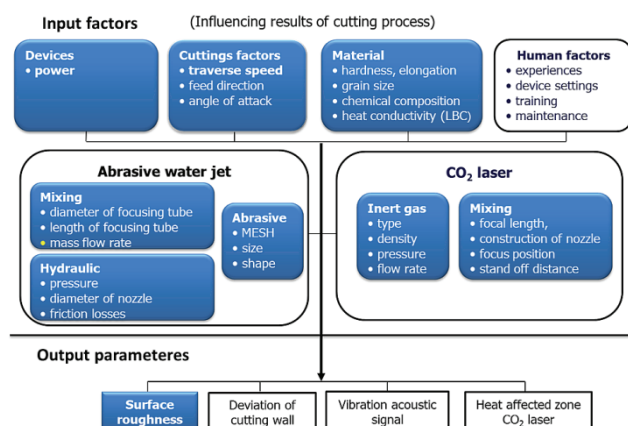 Input factors
(Influencing results of cutting process)
Devices
• power
Cuttings factors
• traverse speed
• feed direction
• angle of attack
Material
• hardness, elongation
• grain size
• chemical composition
• heat conductivity (LBC)
Human factors
• experiences
• device settings
• training
• maintenance
Abrasive water jet
Mixing
• diameter of focusing tube
• length of focusing tube
• mass flow rate
Hydraulic
• pressure
• diameter of nozzle
• friction losses
Abrasive
• MESH
• size
• shape
CO₂ laser
Inert gas
• type
• density
• pressure
• flow rate
Mixing
• focal length,
• construction of nozzle
• focus position
• stand off distance
Output parameteres
Surface
roughness
Deviation of
cutting wall
Vibration acoustic
signal
Heat affected zone
CO₂ laser